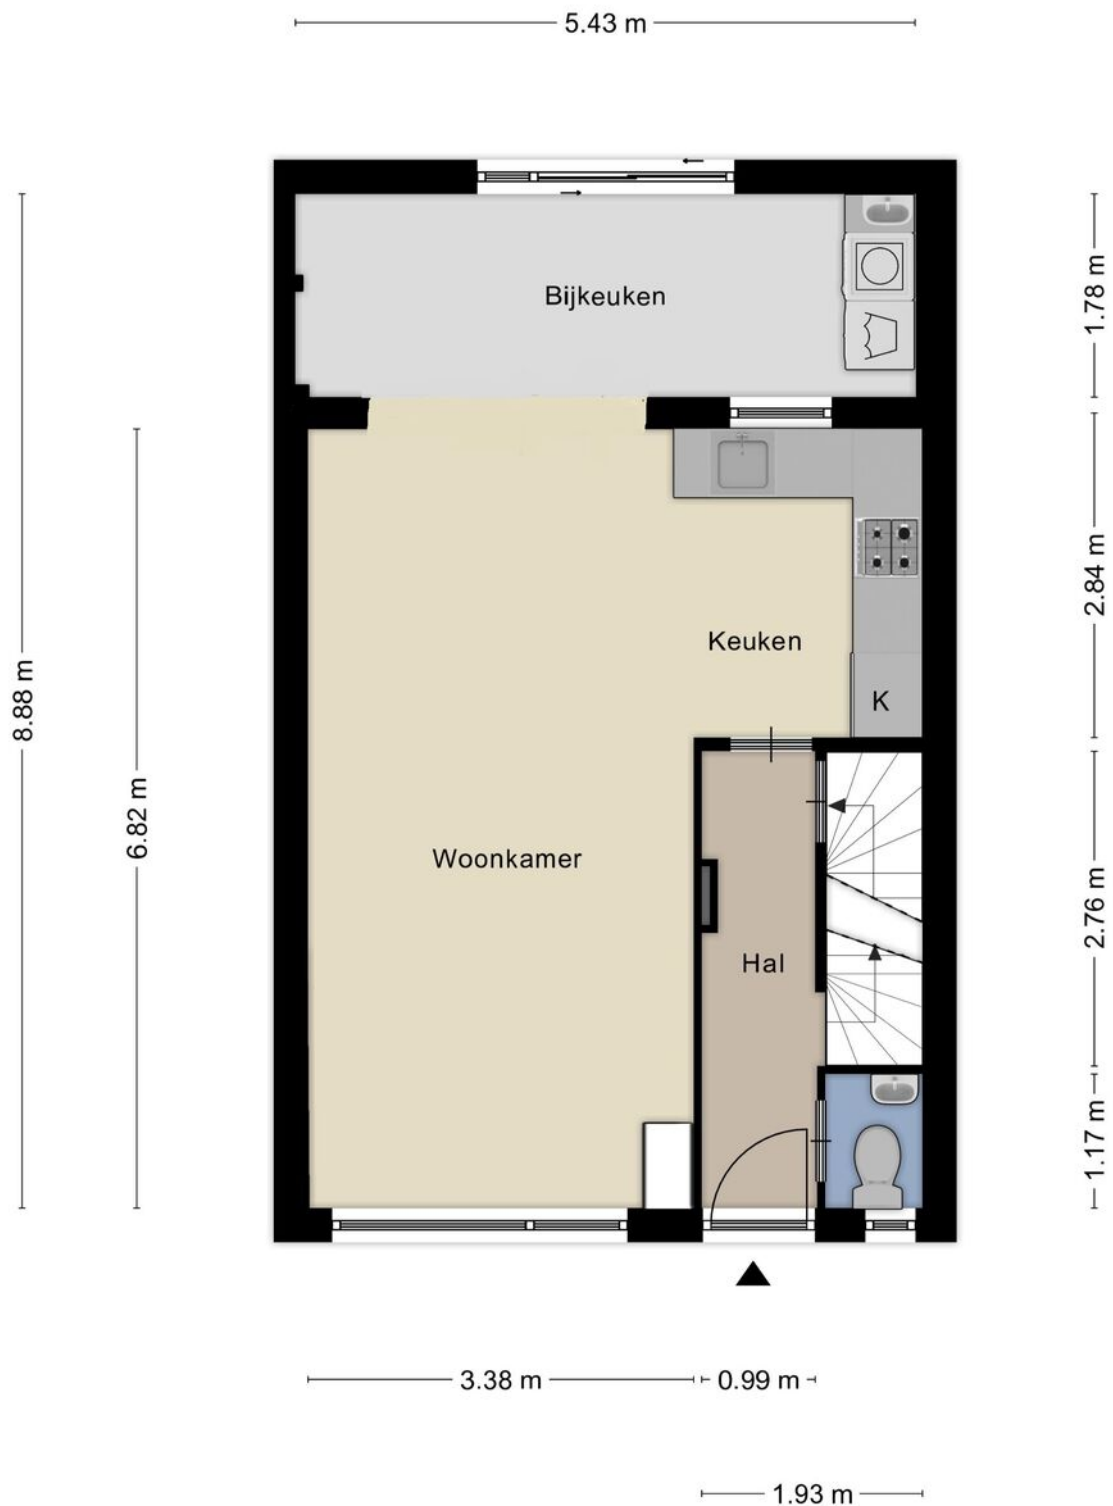 5.43 m
Bijkeuken
1.78 m
2.84 m
Keuken
8.88 m
K
6.82 m
Woonkamer
2.76 m
Hal
1.17 m
3.38 m
0.99 m
1.93 m